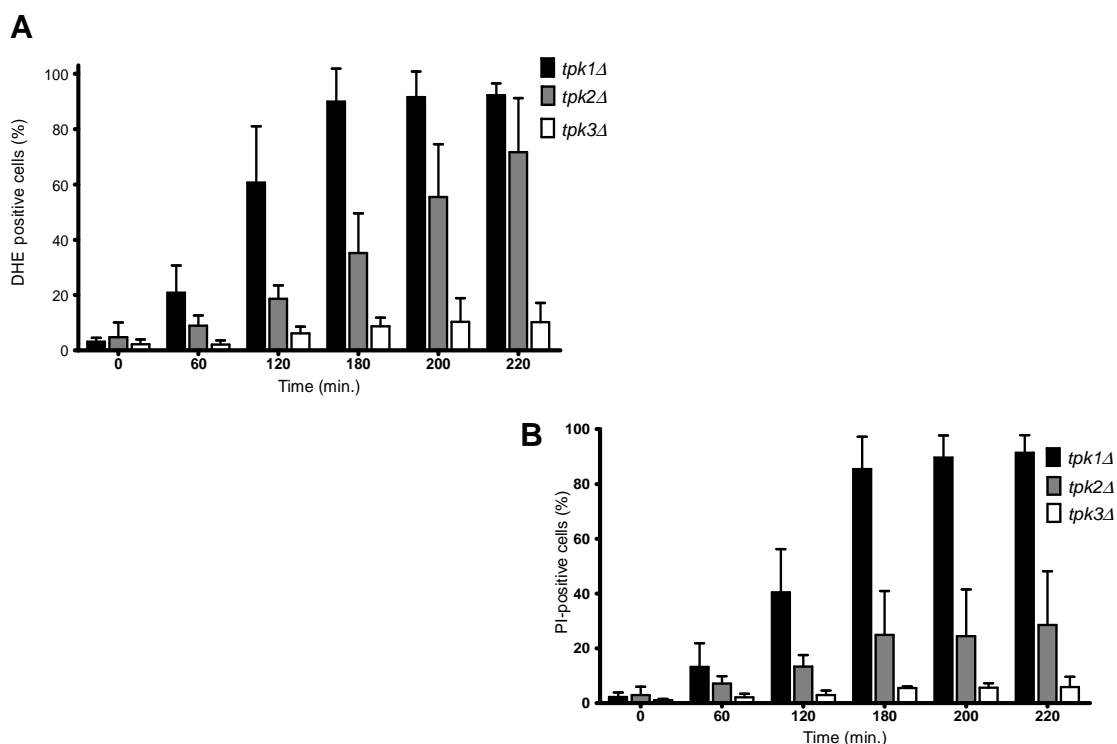 A
DHE positive cells (%)
100
80
60
40
20
0
0 60 120 180 200 220
Time (min.)
tpk1Δ
tpk2Δ
tpk3Δ
B
PI-positive cells (%)
100
80
60
40
20
0
0 60 120 180 200 220
Time (min.)
tpk1Δ
tpk2Δ
tpk3Δ